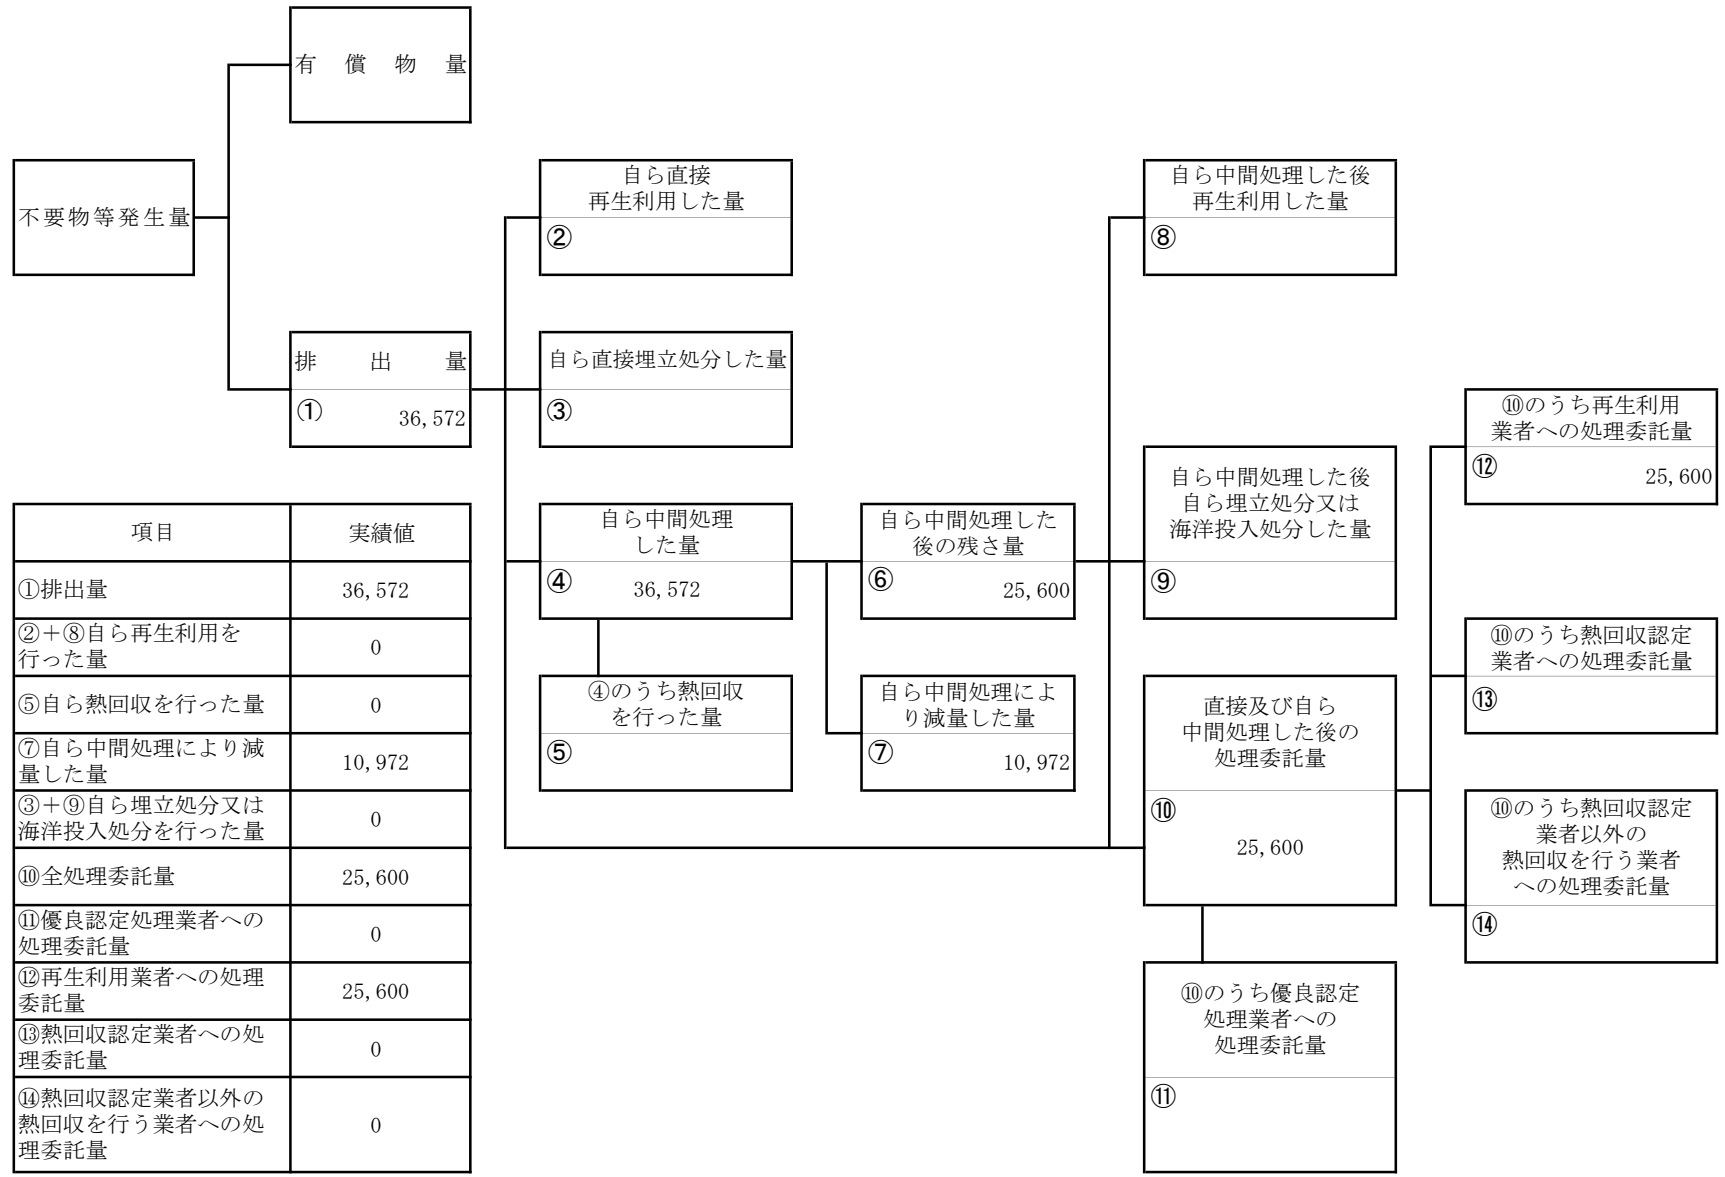 有償物量
不要物等発生量
排出量
①
36,572
自ら直接
再生利用した量
②
自ら直接埋立処分した量
③
自ら中間処理
した量
④
36,572
④のうち熱回収
を行った量
⑤
自ら中間処理した
後の残さ量
⑥
25,600
自ら中間処理によ
り減量した量
⑦
10,972
自ら中間処理した後
再生利用した量
⑧
自ら中間処理した後
自ら埋立処分又は
海洋投入処分した量
⑨
直接及び自ら
中間処理した後の
処理委託量
⑩
25,600
⑩のうち優良認定
処理業者への
処理委託量
⑪
⑩のうち再生利用
業者への処理委託量
⑫
25,600
⑩のうち熱回収認定
業者への処理委託量
⑬
⑩のうち熱回収認定
業者以外の
熱回収を行う業者
への処理委託量
⑭
項目 実績値
①排出量 36,572
②+⑧自ら再生利用を
行った量 0
⑤自ら熱回収を行った量 0
⑦自ら中間処理により減
量した量 10,972
③+⑨自ら埋立処分又は
海洋投入処分を行った量 0
⑩全処理委託量 25,600
⑪優良認定処理業者への
処理委託量 0
⑫再生利用業者への処理
委託量 25,600
⑬熱回収認定業者への処
理委託量 0
⑭熱回収認定業者以外の
熱回収を行う業者への処
理委託量 0